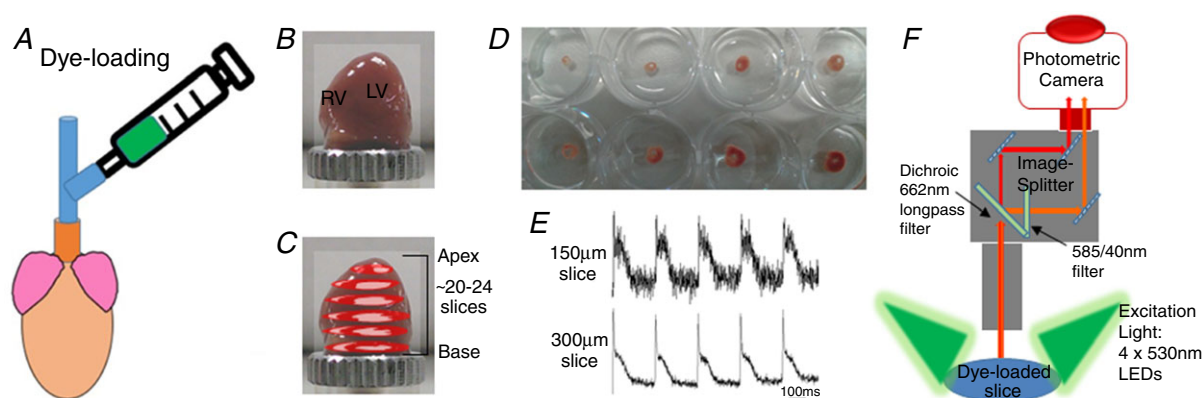 A
Dye-loading
B
RV
LV
C
Apex
~20-24
slices
Base
D
E
150μm
slice
300μm
slice
100ms
F
Photometric
Camera
Image-
Splitter
Dichroic
662nm
longpass
filter
585/40nm
filter
Excitation
Light:
4 x 530nm
LEDs
Dye-loaded
slice